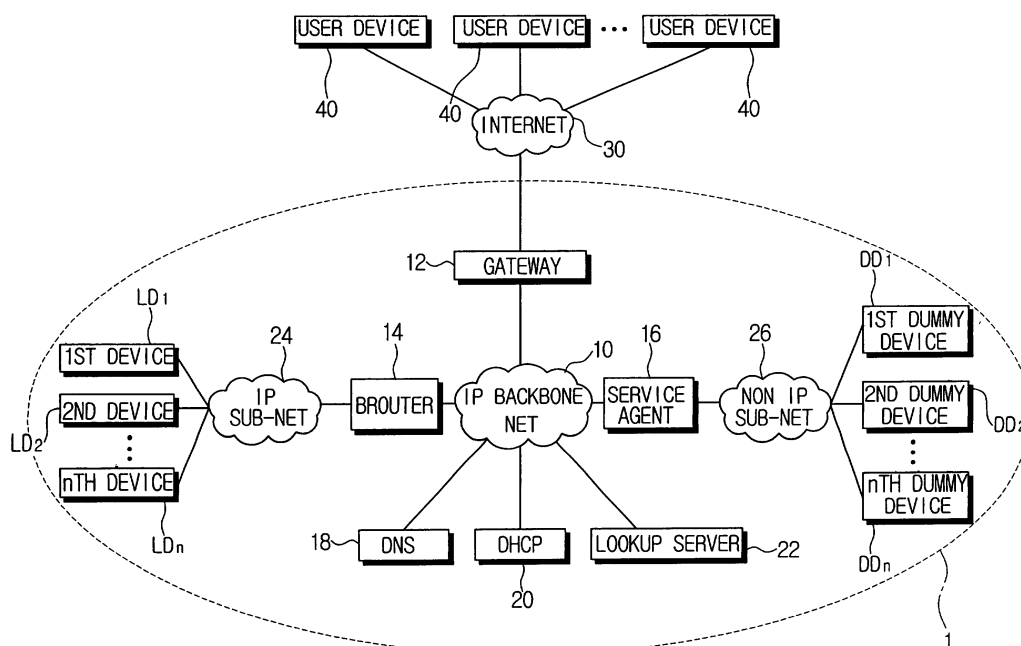 USER DEVICE USER DEVICE ••• USER DEVICE
40 40 40
INTERNET
30
12 GATEWAY
LD1
DD1
1ST DUMMY
DEVICE
24 14 10 16 26
1ST DEVICE
IP
SUB-NET
BROUTER
IP BACKBONE
NET
SERVICE
AGENT
NON IP
SUB-NET
2ND DEVICE
LD2
2ND DUMMY
DEVICE
DD2
nTH DEVICE
LDn
nTH DUMMY
DEVICE
DDn
18 DNS
DHCP
20
LOOKUP SERVER 22
1